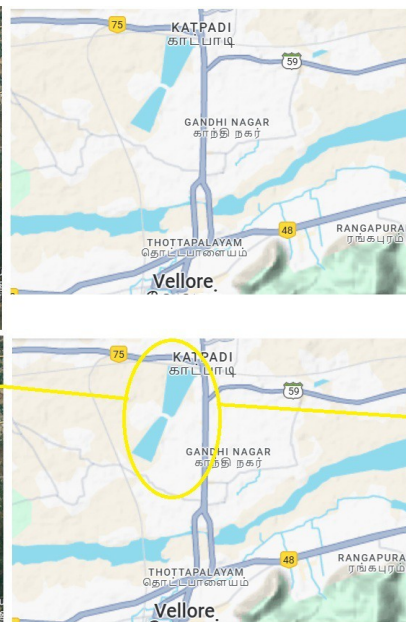 75
KATPADI
காட்பாடி
59
GANDHI NAGAR
காந்தி நகர்
48
RANGAPURA
ரங்கபுரம்
THOTTAPALAYAM
தொட்டபாளையம்
Vellore
75
KATPADI
காட்பாடி
59
GANDHI NAGAR
காந்தி நகர்
48
RANGAPURA
ரங்கபுரம்
THOTTAPALAYAM
தொட்டபாளையம்
Vellore